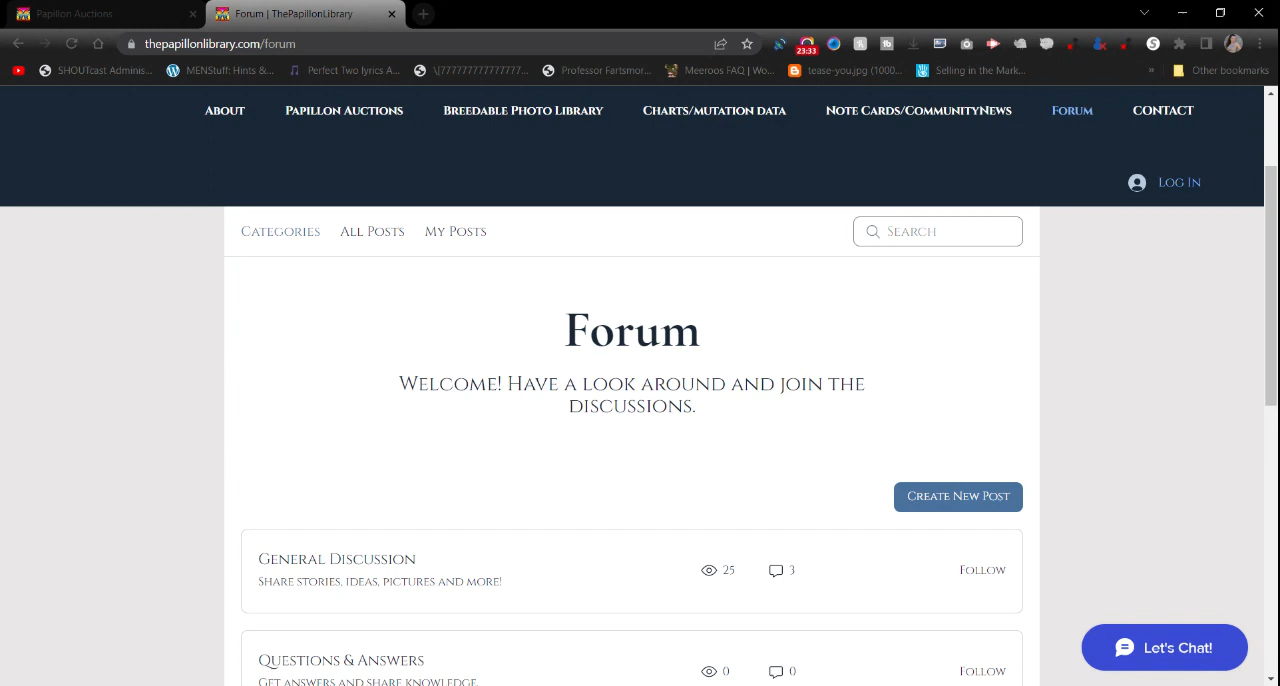 Papilion Auctions
Forum | ThePapillonLibrary
thepapillonlibrary.com/forum
23:33
SHOUTcast Adminis...
MENStuff: Hints &...
Perfect Two lyrics A...
\[777777777777777...
Professor Fartsmor...
Meeroos FAQ | Wo...
tease-you.jpg (1000...
Selling in the Mark...
»
Other bookmarks
About
Papillon Auctions
Breedable Photo Library
Charts/mutation data
Note Cards/CommunityNews
Forum
CONTACT
Log In
Categories
All Posts
My Posts
Search
Forum
Welcome! Have a look around and join the
discussions.
Create New Post
General Discussion
Share stories, ideas, pictures and more!
25
3
Follow
Questions & Answers
Get answers and share knowledge.
0
0
Follow
Let's Chat!